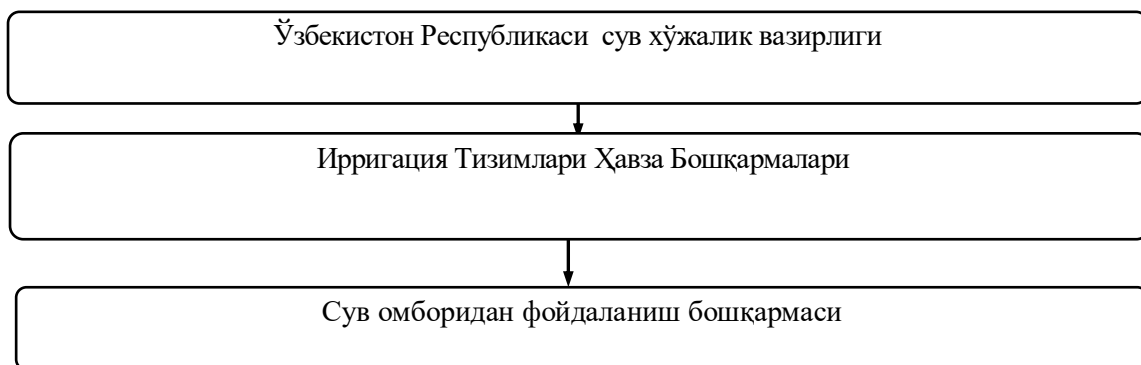 Ўзбекистон Республикаси сув хўжалик вазирлиги
Ирригация Тизимлари Ҳавза Бошқармалари
Сув омборидан фойдаланиш бошқармаси